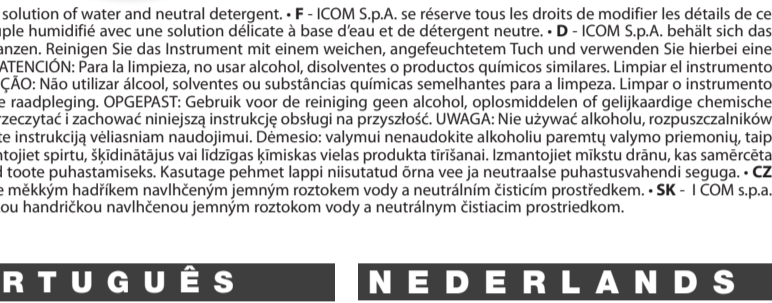 solution of water and neutral detergent. • F - ICOM S.p.A. se réserve tous les droits de modifier les détails de ce
uple humidifié avec une solution délicate à base d'eau et de détergent neutre. • D - ICOM S.p.A. behält sich das
anzen. Reinigen Sie das Instrument mit einem weichen, angefeuchtetem Tuch und verwenden Sie hierbei eine
ATENCIÓN: Para la limpieza, no usar alcohol, disolventes o productos químicos similares. Limpiar el instrumento
ÇÃO: Não utilizar álcool, solventes ou substâncias químicas semelhantes para a limpeza. Limpar o instrumento
e raadpleging. OPGEPAST: Gebruik voor de reiniging geen alcohol, oplosmiddelen of gelijkaardige chemische
rzeczytać i zachować niniejszą instrukcję obsługi na przyszłość. UWAGA: Nie używać alkoholu, rozpuszczalników
te instrukciją vėliasniam naudojimui. Dėmesio: valymui nenaudokite alkoholiu paremtų valymo priemonių, taip
ntojiet spirtu, šķīdinātājus vai līdzīgas ķīmiskas vielas produkta tīrīšanai. Izmantojiet mīkstu drānu, kas samērcēta
d toote puhastamiseks. Kasutage pehmet lappi niisutatud õrna vee ja neutraalse puhastusvahendi seguga. • CZ
e měkkým hadříkem navlhčeným jemným roztokem vody a neutrálním čisticím prostředkem. • SK - I COM s.p.a.
ou handričkou navlhčenou jemným roztokom vody a neutrálnym čistiacim prostriedkom.
RTUGUÊS
NEDERLANDS